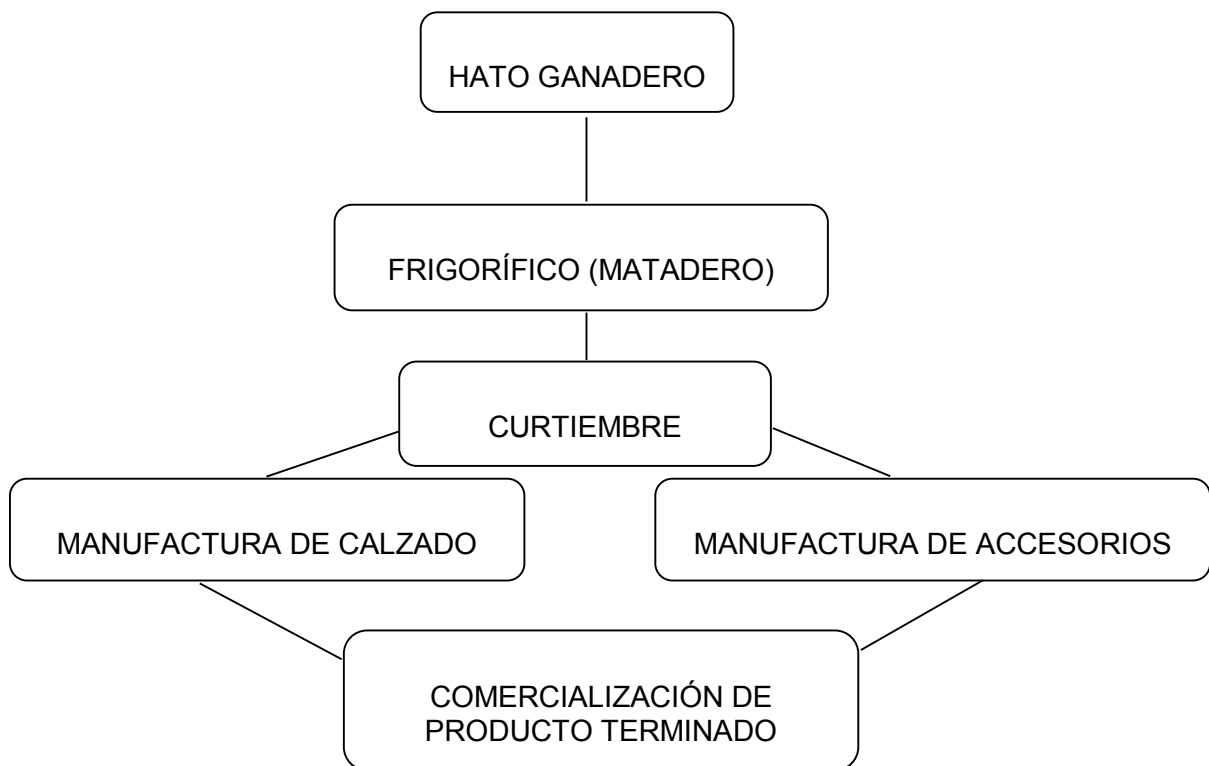 HATO GANADERO
FRIGORÍFICO (MATADERO)
CURTIEMBRE
MANUFACTURA DE CALZADO
MANUFACTURA DE ACCESORIOS
COMERCIALIZACIÓN DE
PRODUCTO TERMINADO